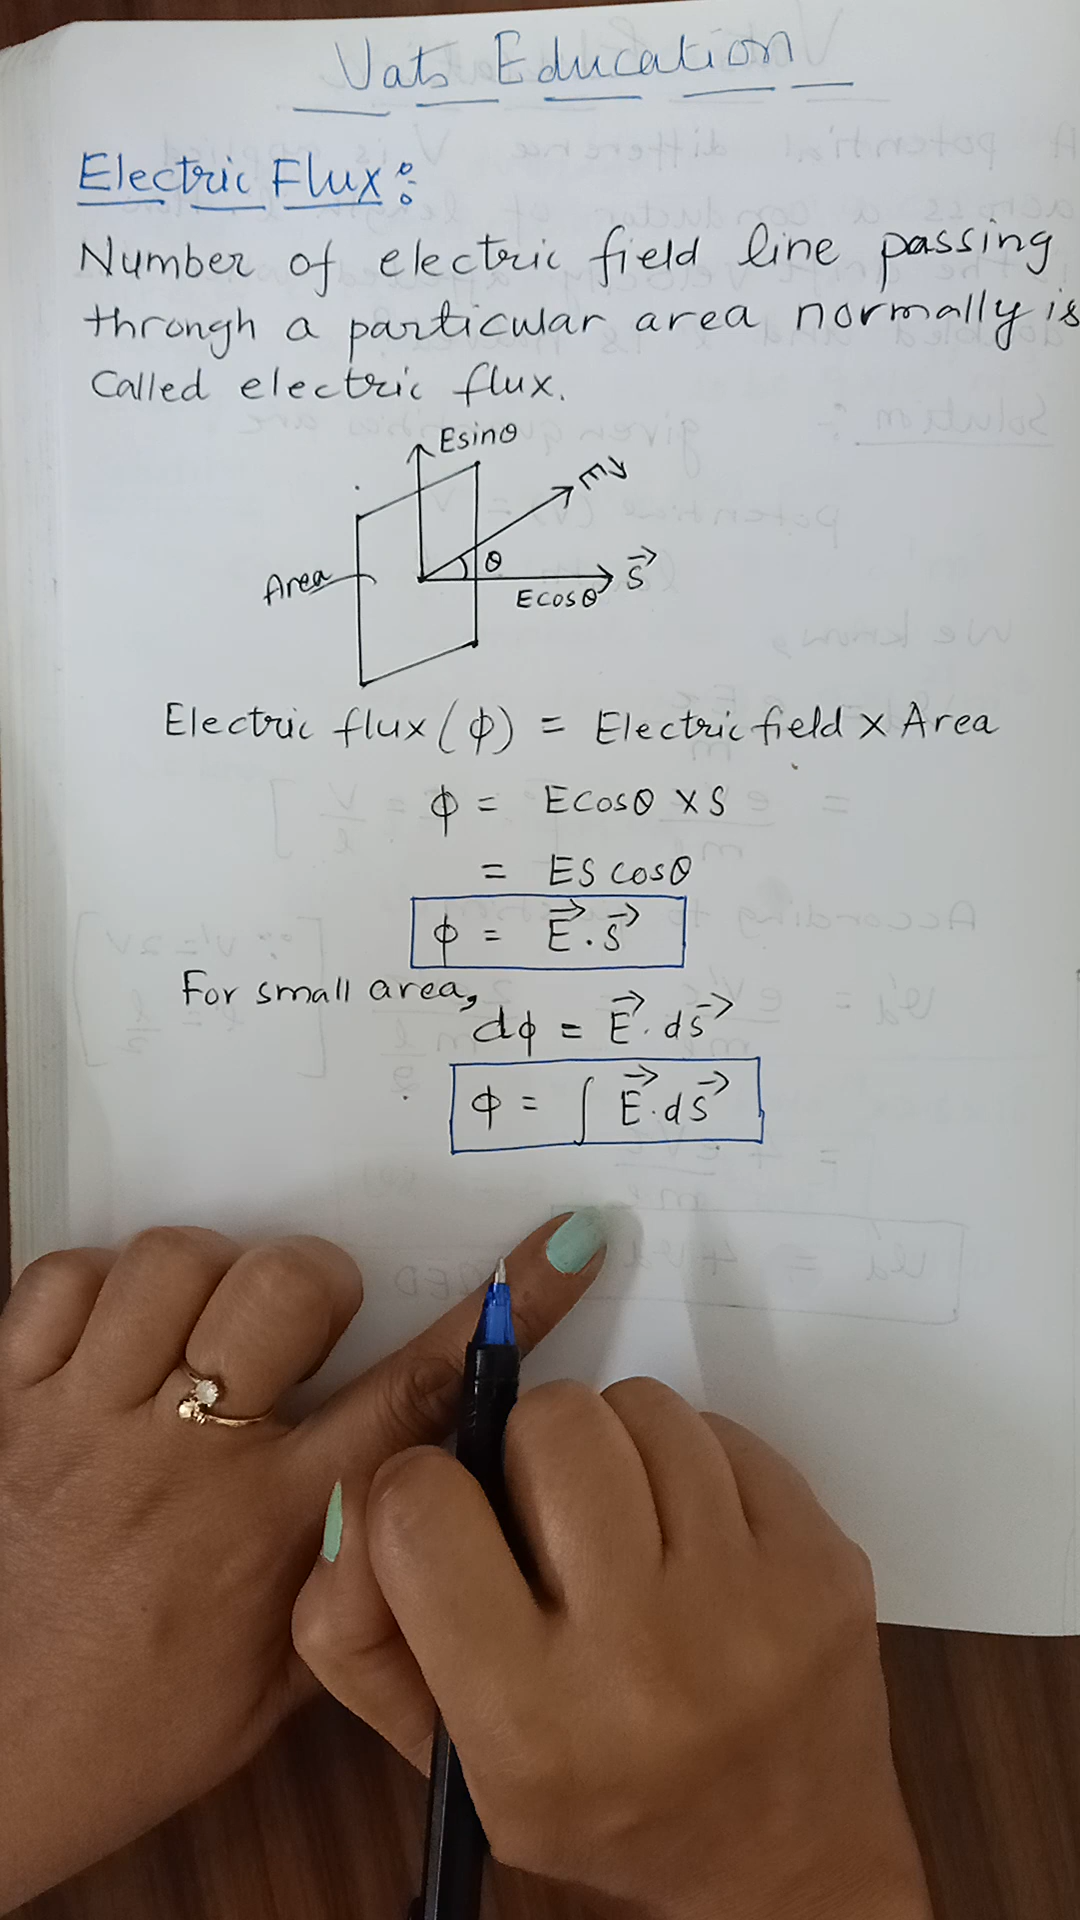 Vats Education
Electric Flux:
Number of electric field line passing
through a particular area normally is
Called electric flux.
Esinθ
E⃗
Area
θ
S⃗
Ecosθ
Electric flux (ϕ) = Electric field x Area
ϕ = Ecosθ x S
= ES cosθ
ϕ = E⃗ . S⃗
For small area,
dϕ = E⃗ . dS⃗
ϕ = ∫ E⃗ . dS⃗